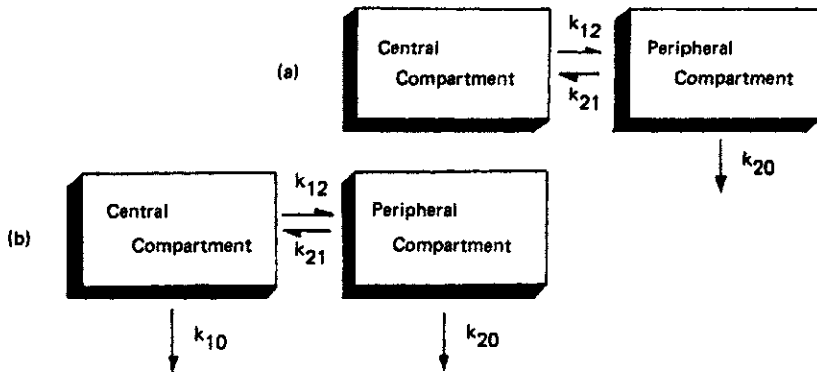 (a)
Central
Compartment
k12
k21
Peripheral
Compartment
k20
(b)
Central
Compartment
k12
k21
Peripheral
Compartment
k10
k20